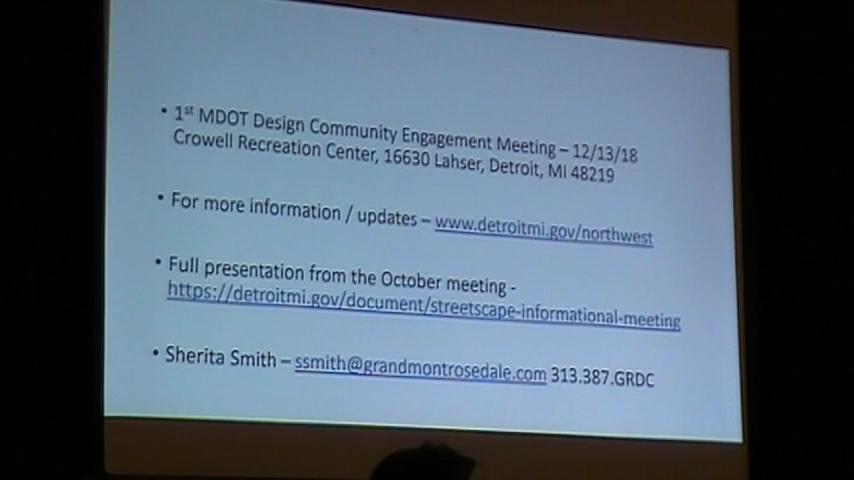 • 1st MDOT Design Community Engagement Meeting – 12/13/18
Crowell Recreation Center, 16630 Lahser, Detroit, MI 48219
• For more information / updates – www.detroitmi.gov/northwest
• Full presentation from the October meeting -
https://detroitmi.gov/document/streetscape-informational-meeting
• Sherita Smith – ssmith@grandmontrosedale.com 313.387.GRDC